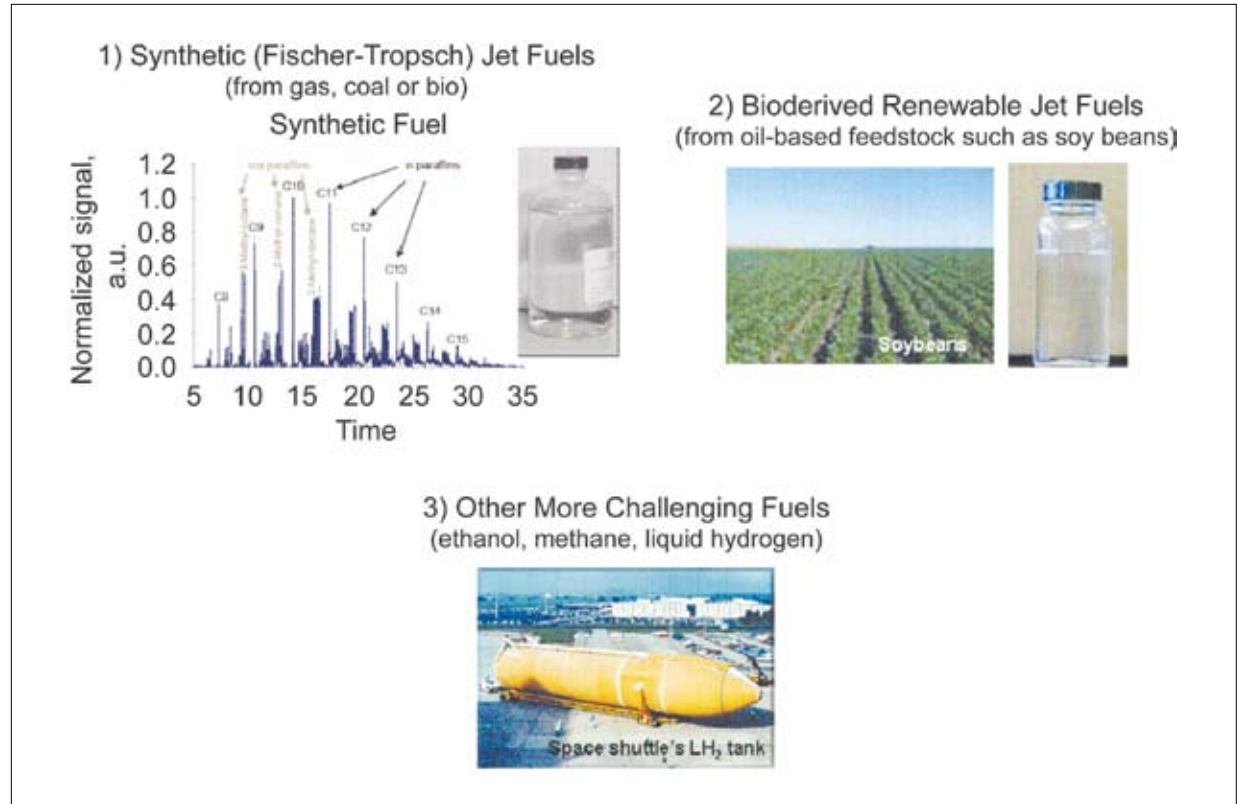 1) Synthetic (Fischer-Tropsch) Jet Fuels
(from gas, coal or bio)
Synthetic Fuel
Normalized signal,
a.u.
1.2
1.0
0.8
0.6
0.4
0.2
0.0
iso paraffins
n paraffins
C8
C9
C10
C11
C12
C13
C14
C15
5 10 15 20 25 30 35
Time
2) Bioderived Renewable Jet Fuels
(from oil-based feedstock such as soy beans)
Soybeans
3) Other More Challenging Fuels
(ethanol, methane, liquid hydrogen)
Space shuttle's LH₂ tank